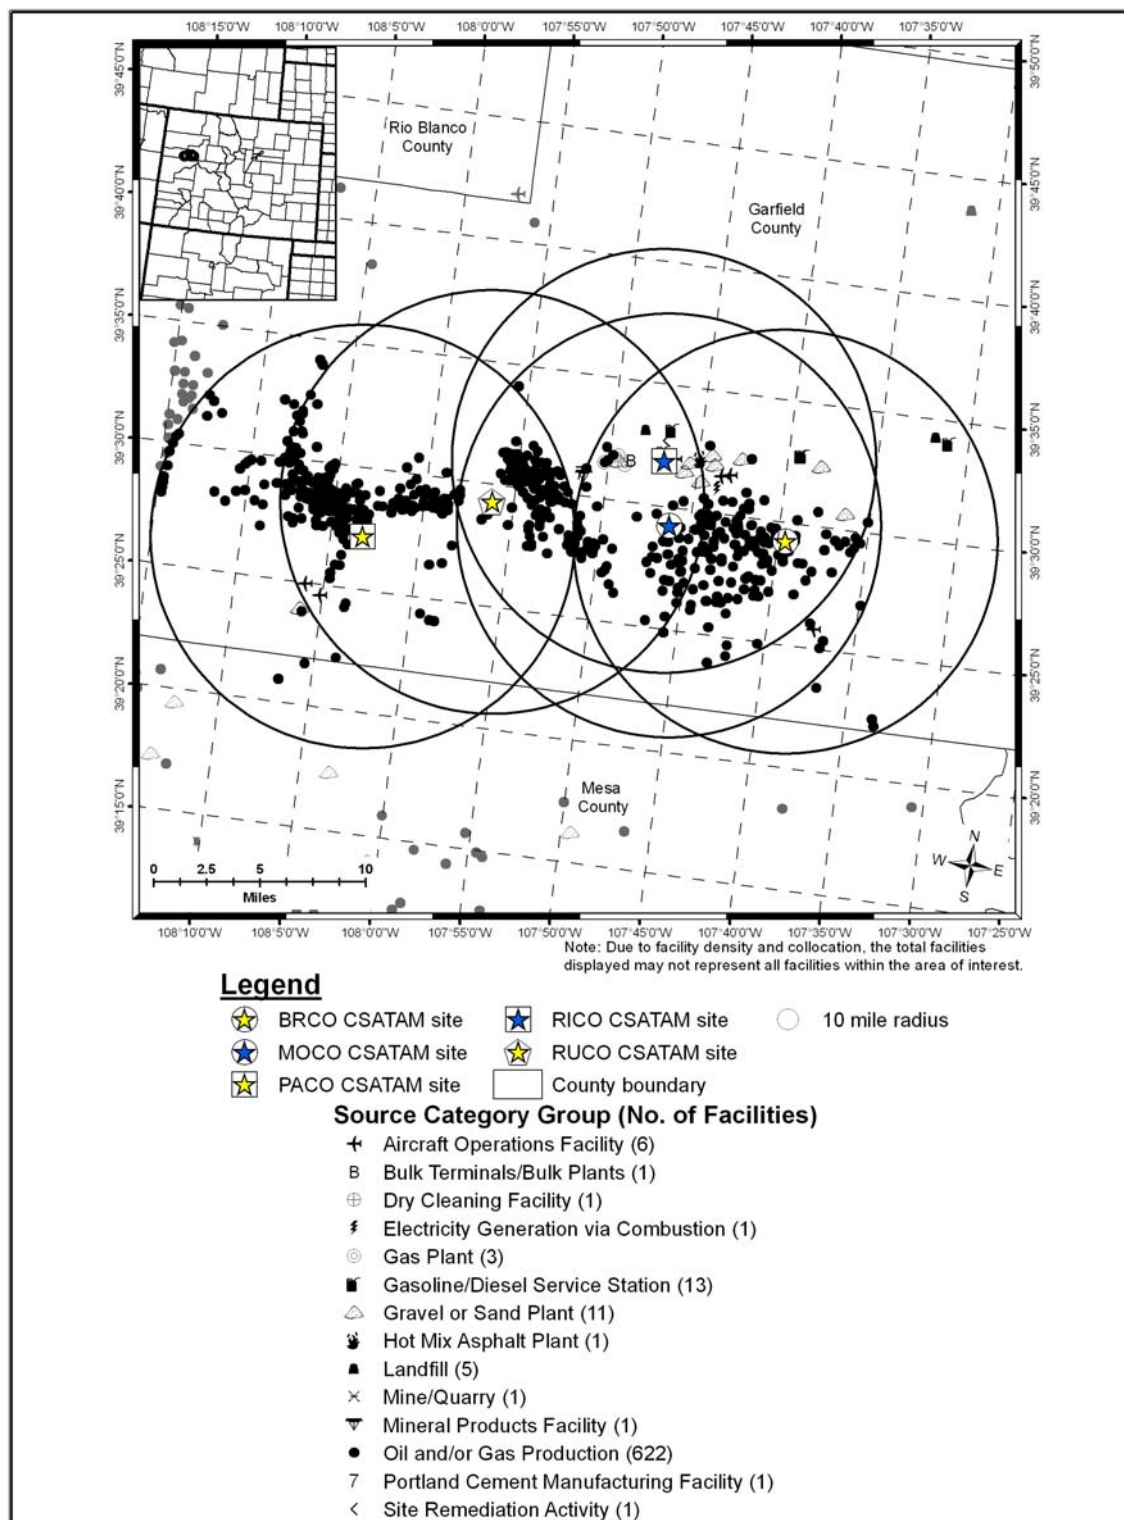 108°15'0"W 108°10'0"W 108°5'0"W 108°0'0"W 107°55'0"W 107°50'0"W 107°45'0"W 107°40'0"W 107°35'0"W
39°45'0"N
39°40'0"N
39°35'0"N
39°30'0"N
39°25'0"N
39°20'0"N
39°15'0"N
39°50'0"N
39°45'0"N
39°40'0"N
39°35'0"N
39°30'0"N
39°25'0"N
39°20'0"N
Rio Blanco
County
Garfield
County
B
Mesa
County
0 2.5 5 10
Miles
N
W E
S
108°10'0"W 108°5'0"W 108°0'0"W 107°55'0"W 107°50'0"W 107°45'0"W 107°40'0"W 107°35'0"W 107°30'0"W 107°25'0"W
Note: Due to facility density and collocation, the total facilities
displayed may not represent all facilities within the area of interest.
Legend
BRCO CSATAM site RICO CSATAM site 10 mile radius
MOCO CSATAM site RUCO CSATAM site
PACO CSATAM site County boundary
Source Category Group (No. of Facilities)
Aircraft Operations Facility (6)
B Bulk Terminals/Bulk Plants (1)
Dry Cleaning Facility (1)
Electricity Generation via Combustion (1)
Gas Plant (3)
Gasoline/Diesel Service Station (13)
Gravel or Sand Plant (11)
Hot Mix Asphalt Plant (1)
Landfill (5)
Mine/Quarry (1)
Mineral Products Facility (1)
Oil and/or Gas Production (622)
7 Portland Cement Manufacturing Facility (1)
Site Remediation Activity (1)